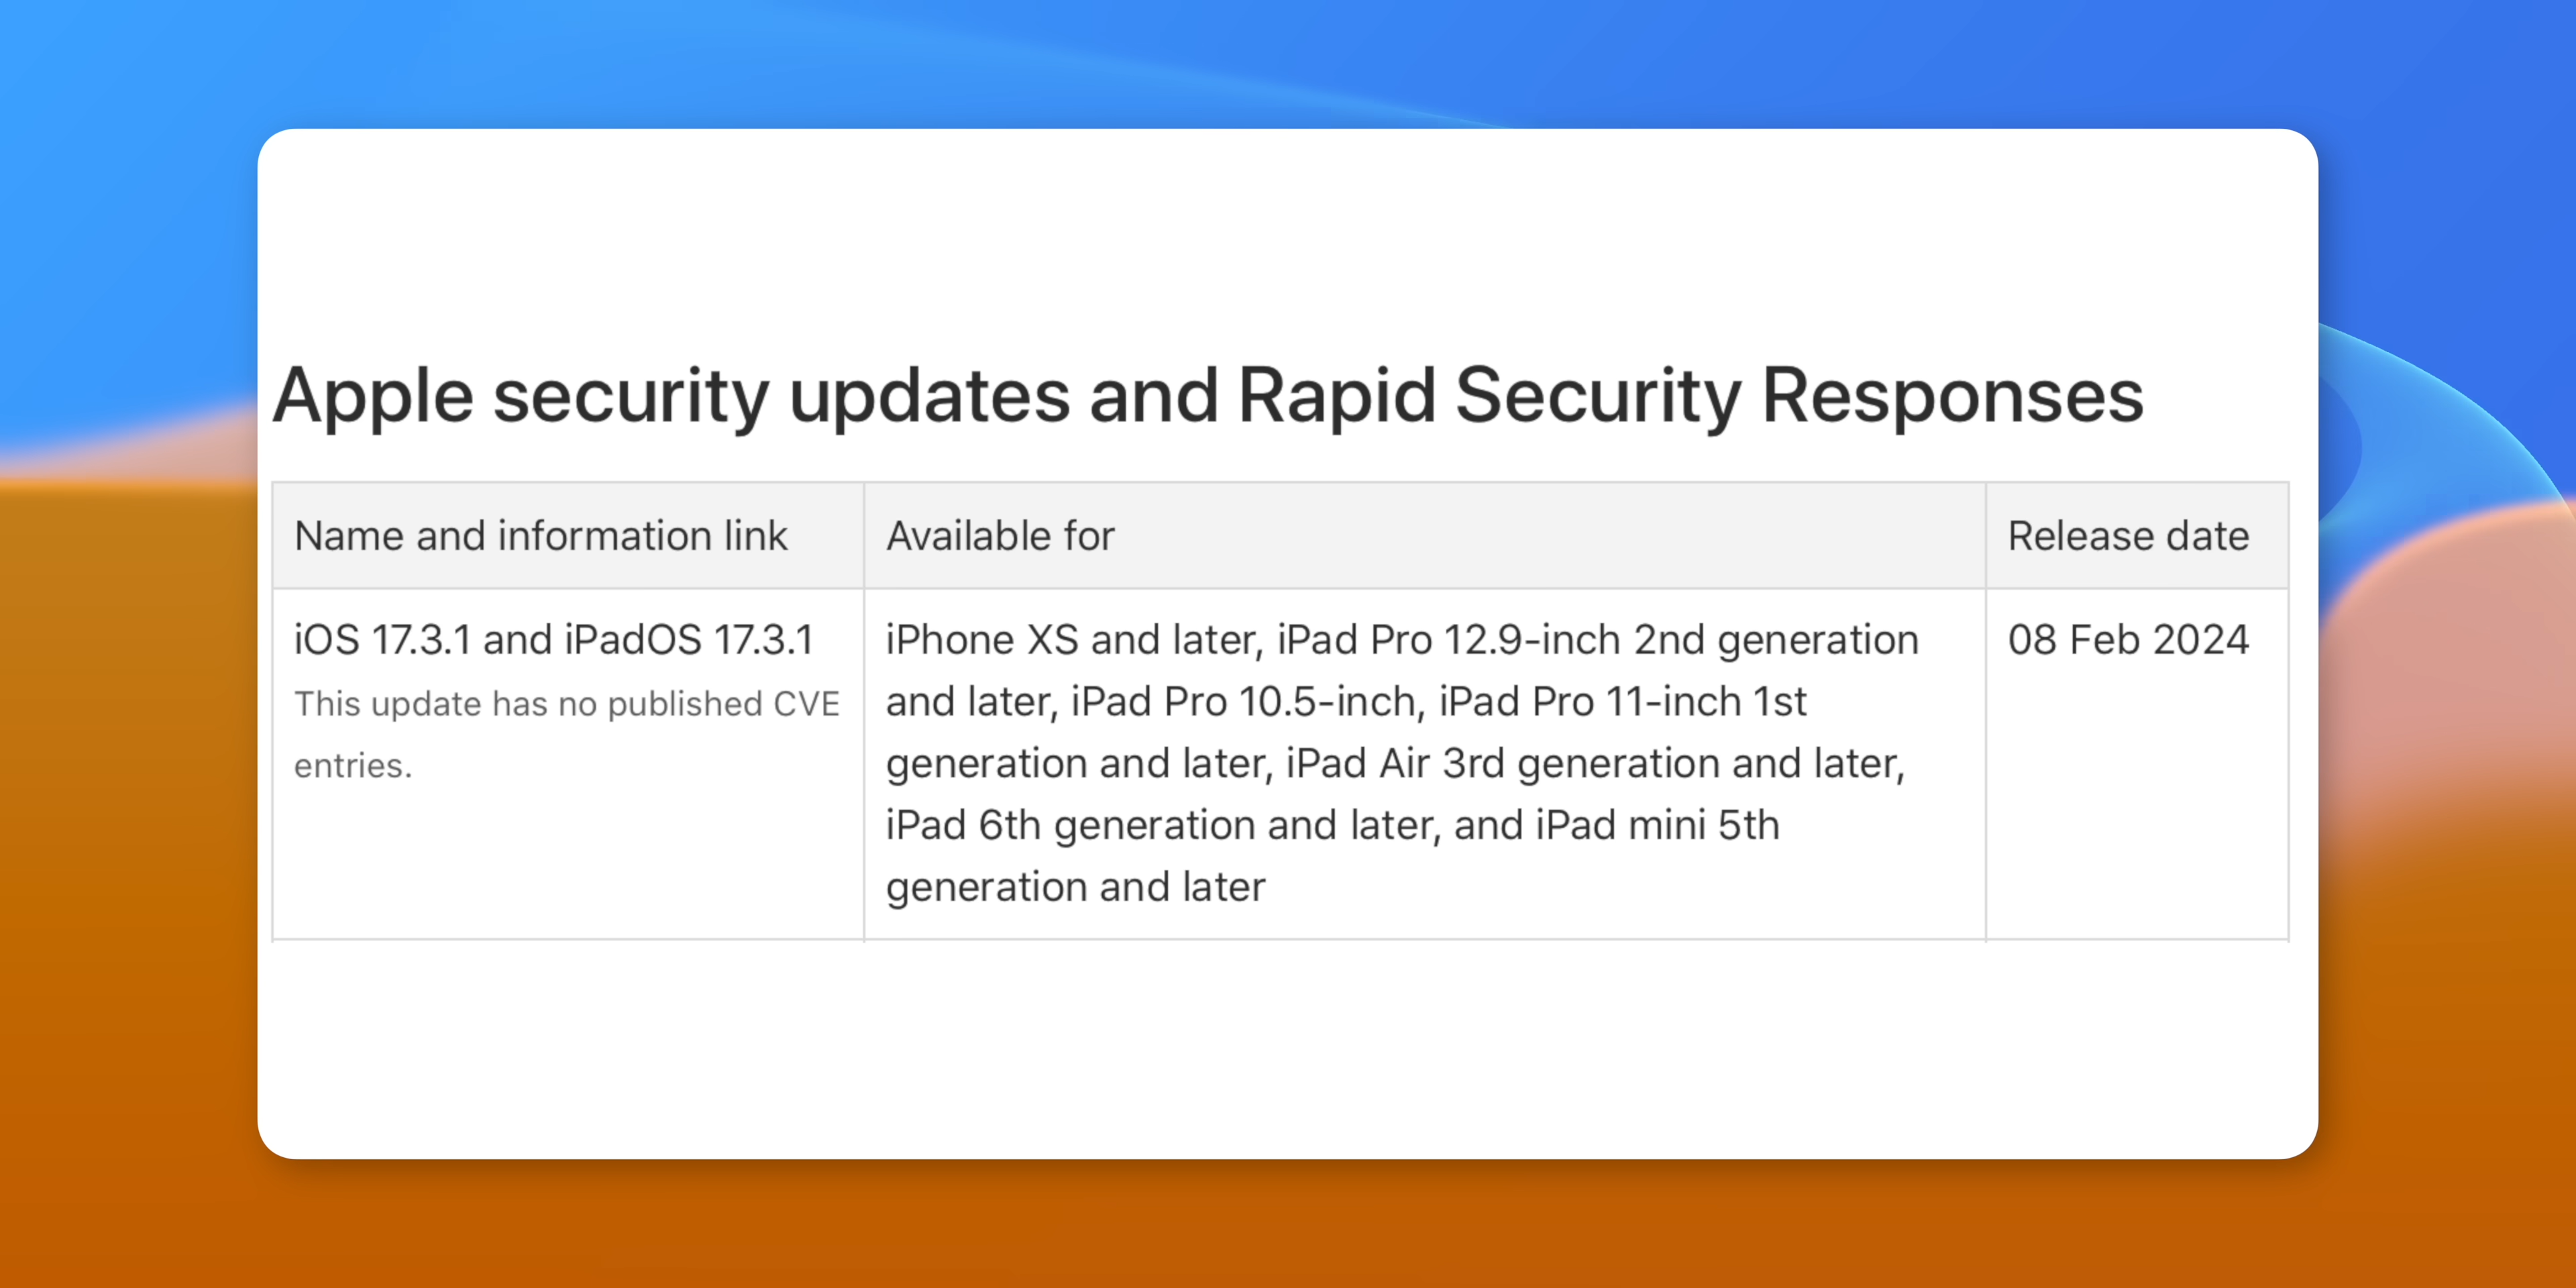 Apple security updates and Rapid Security Responses
Name and information link
Available for
Release date
iOS 17.3.1 and iPadOS 17.3.1
This update has no published CVE
entries.
iPhone XS and later, iPad Pro 12.9-inch 2nd generation
and later, iPad Pro 10.5-inch, iPad Pro 11-inch 1st
generation and later, iPad Air 3rd generation and later,
iPad 6th generation and later, and iPad mini 5th
generation and later
08 Feb 2024